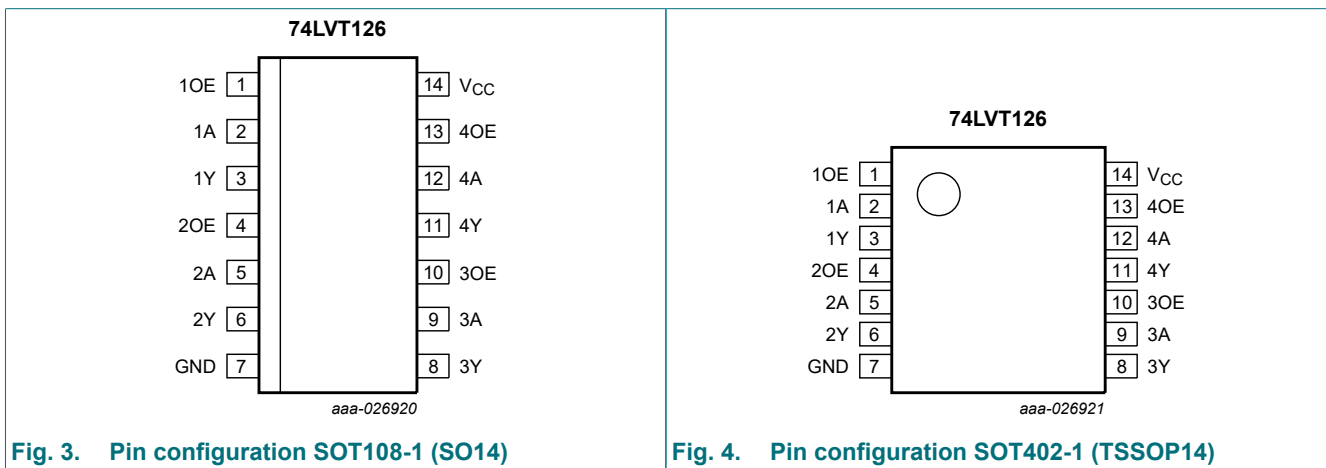 74LVT126
1OE 1 14 VCC
1A 2 13 4OE
1Y 3 12 4A
2OE 4 11 4Y
2A 5 10 3OE
2Y 6 9 3A
GND 7 8 3Y
aaa-026920
Fig. 3. Pin configuration SOT108-1 (SO14)
74LVT126
1OE 1 14 VCC
1A 2 13 4OE
1Y 3 12 4A
2OE 4 11 4Y
2A 5 10 3OE
2Y 6 9 3A
GND 7 8 3Y
aaa-026921
Fig. 4. Pin configuration SOT402-1 (TSSOP14)